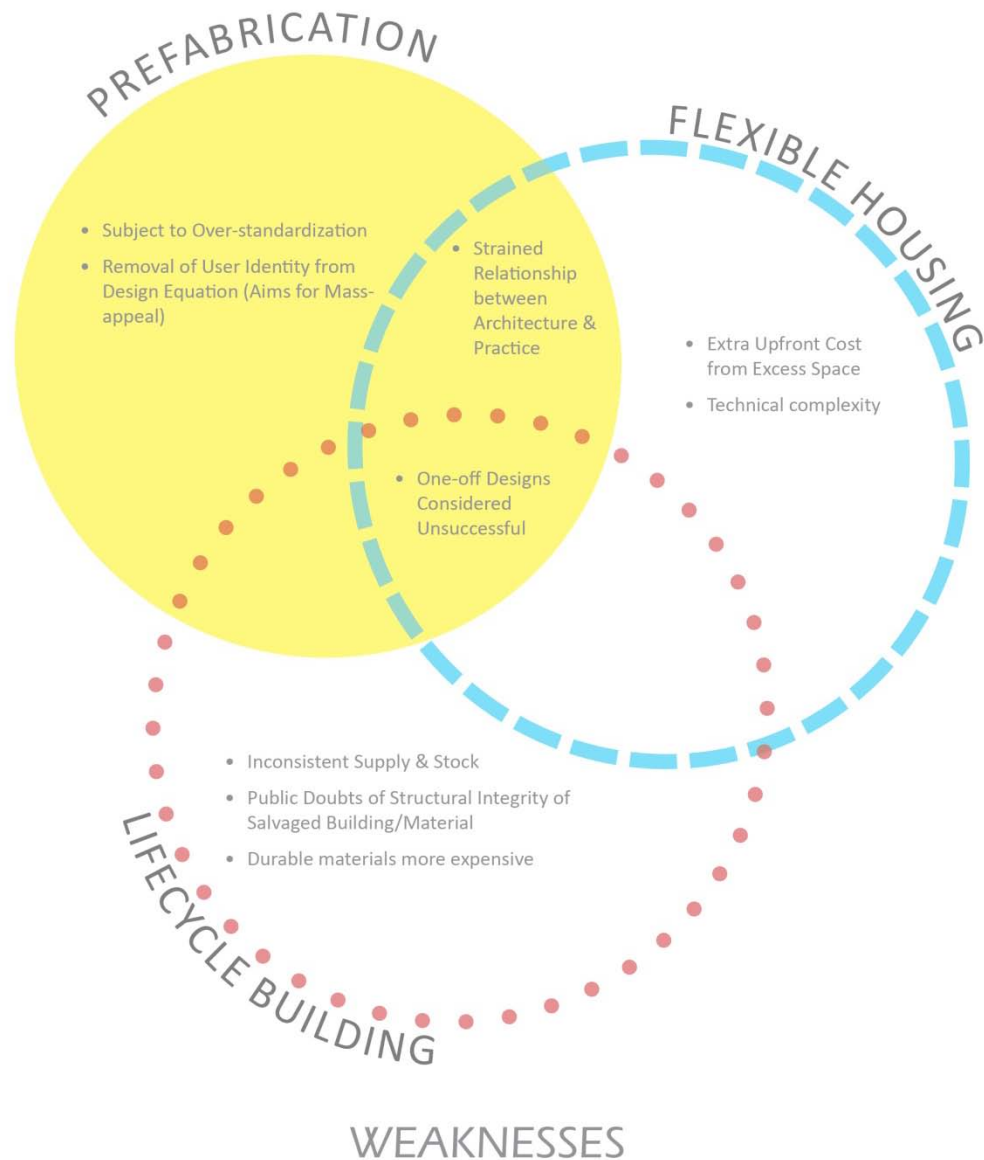 PREFABRICATION
FLEXIBLE HOUSING
• Subject to Over-standardization
• Removal of User Identity from
Design Equation (Aims for Mass-
appeal)
• Strained
Relationship
between
Architecture &
Practice
• Extra Upfront Cost
from Excess Space
• Technical complexity
• One-off Designs
Considered
Unsuccessful
• Inconsistent Supply & Stock
• Public Doubts of Structural Integrity of
Salvaged Building/Material
• Durable materials more expensive
LIFECYCLE BUILDING
WEAKNESSES